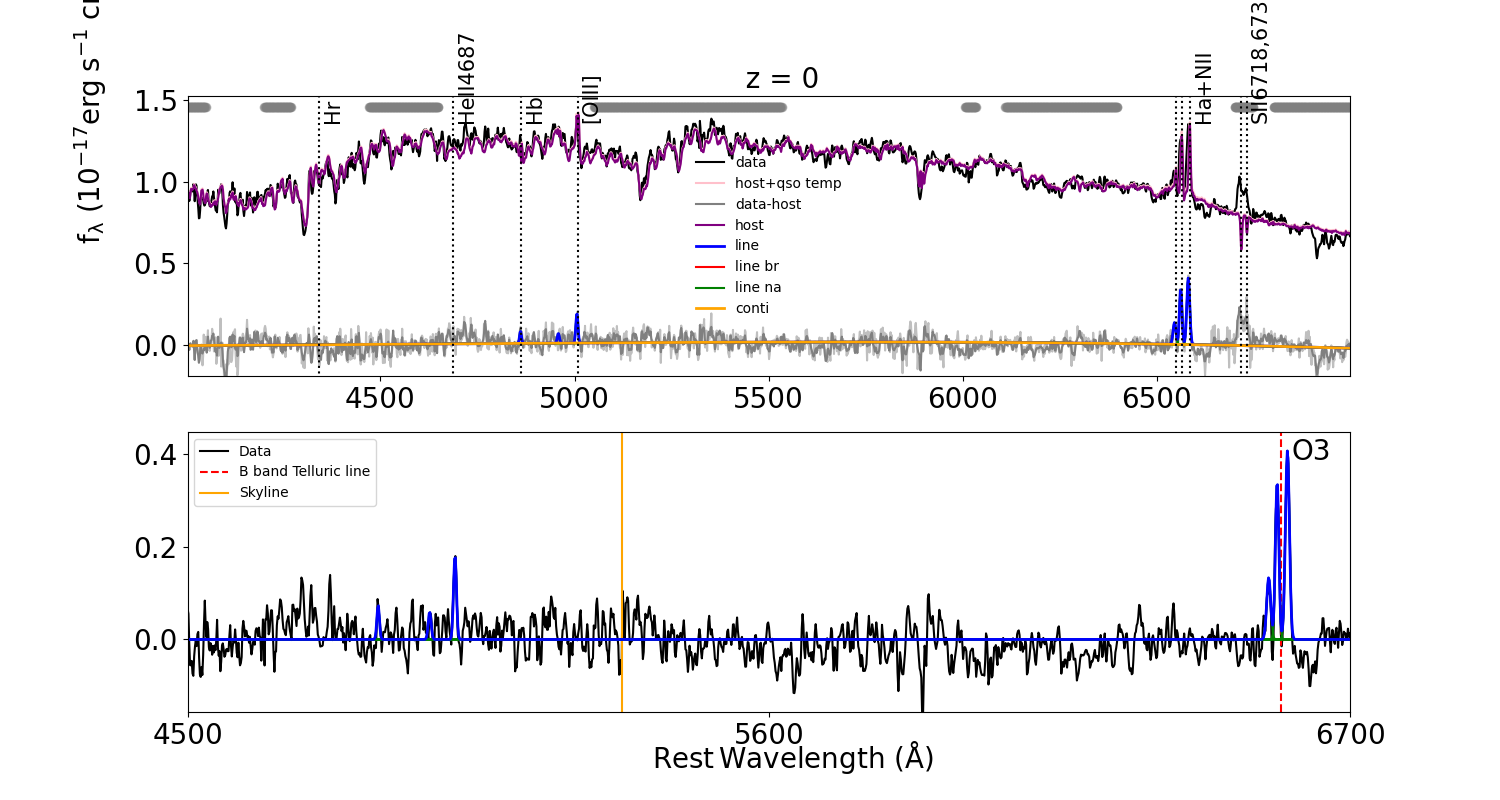 z = 0
f_λ (10^−17 erg s^−1 c
Hr
HeII4687
Hb
[OIII]
Ha+NII
SII6718,673
1.5
1.0
0.5
0.0
data
host+qso temp
data-host
host
line
line br
line na
conti
4500
5000
5500
6000
6500
0.4
0.2
0.0
Data
B band Telluric line
Skyline
O3
4500
5600
6700
Rest Wavelength (Å)